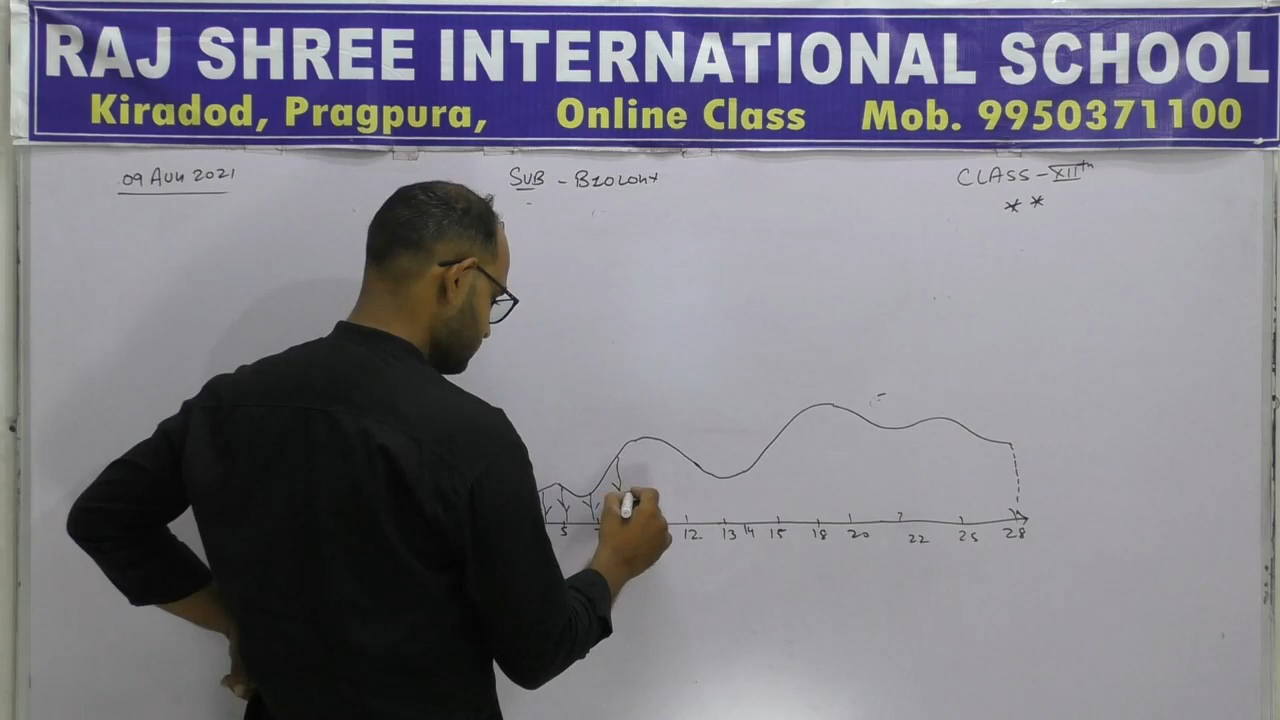 RAJ SHREE INTERNATIONAL SCHOOL
Kiradod, Pragpura, Online Class Mob. 9950371100
09 AUG 2021 SUB - BIOLOGY CLASS - XIIth
* *
5 12 13 14 15 18 20 22 25 28